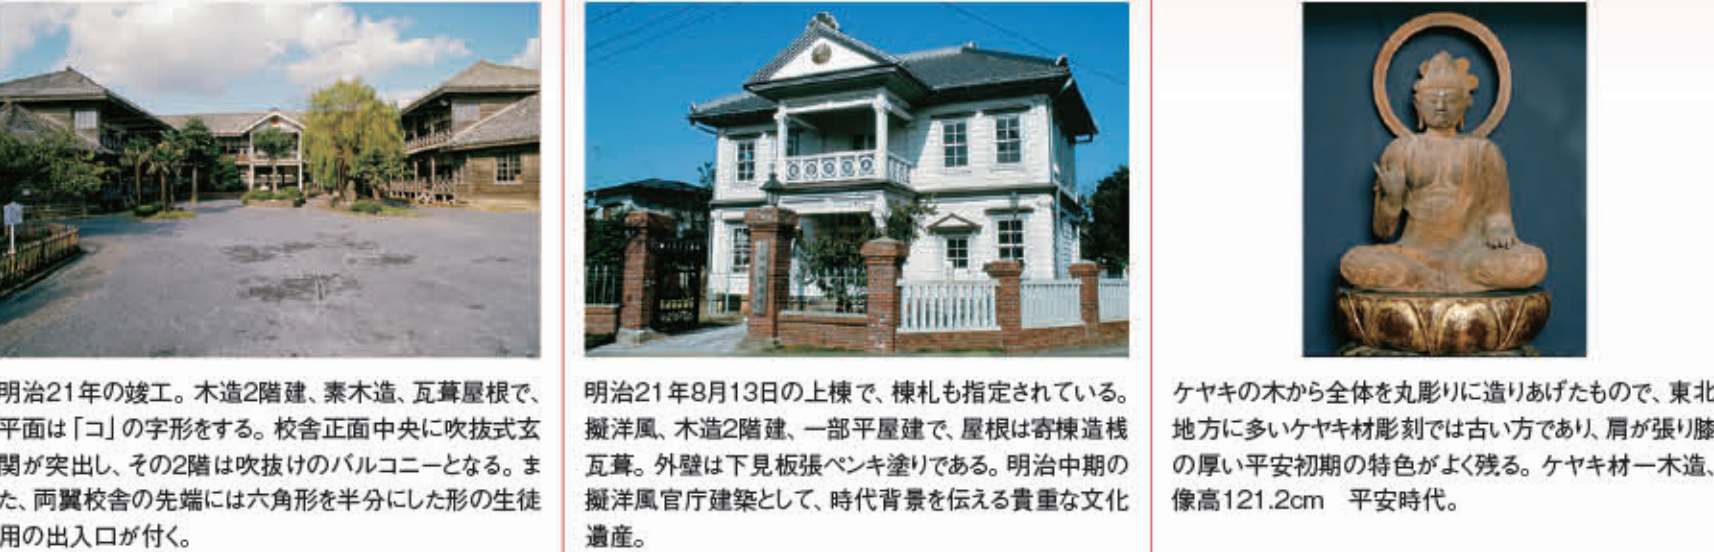 明治21年の竣工。木造2階建、素木造、瓦葺屋根で、
平面は「コ」の字形をする。校舎正面中央に吹抜式玄
関が突出し、その2階は吹抜けのバルコニーとなる。ま
た、両翼校舎の先端には六角形を半分にした形の生徒
用の出入口が付く。
明治21年8月13日の上棟で、棟札も指定されている。
擬洋風、木造2階建、一部平屋建で、屋根は寄棟造桟
瓦葺。外壁は下見板張ペンキ塗りである。明治中期の
擬洋風官庁建築として、時代背景を伝える貴重な文化
遺産。
ケヤキの木から全体を丸彫りに造りあげたもので、東北
地方に多いケヤキ材彫刻では古い方であり、肩が張り膝
の厚い平安初期の特色がよく残る。ケヤキ材一木造、
像高121.2cm　平安時代。